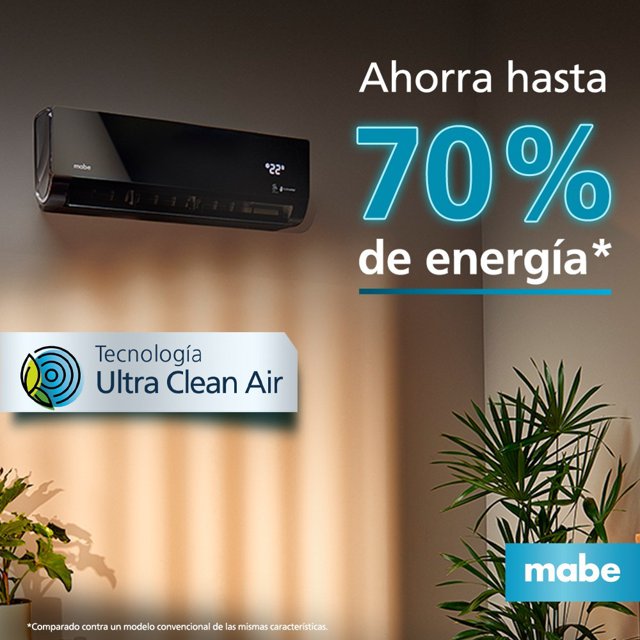 Ahorra hasta
70%
de energía*
mabe
22
Tecnología
Ultra Clean Air
mabe
*Comparado contra un modelo convencional de las mismas características.